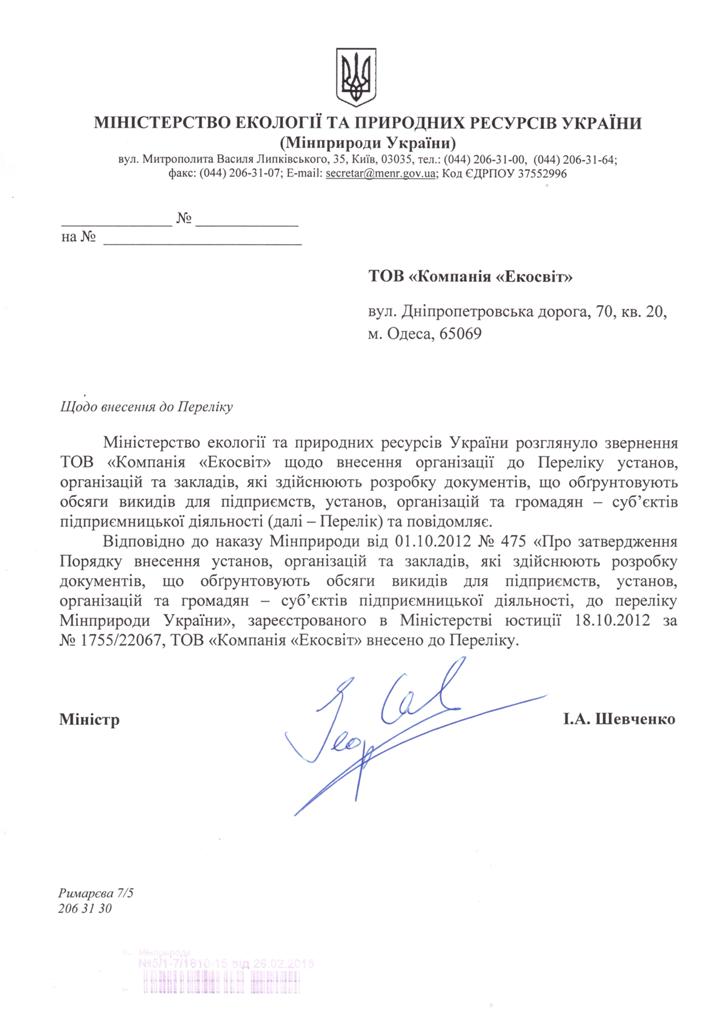 МІНІСТЕРСТВО ЕКОЛОГІЇ ТА ПРИРОДНИХ РЕСУРСІВ УКРАЇНИ
(Мінприроди України)
вул. Митрополита Василя Липківського, 35, Київ, 03035, тел.: (044) 206-31-00, (044) 206-31-64;
факс: (044) 206-31-07; E-mail: secretar@menr.gov.ua; Код ЄДРПОУ 37552996
_____________ № ____________
на № _______________________
ТОВ «Компанія «Екосвіт»
вул. Дніпропетровська дорога, 70, кв. 20,
м. Одеса, 65069
Щодо внесення до Переліку
Міністерство екології та природних ресурсів України розглянуло звернення
ТОВ «Компанія «Екосвіт» щодо внесення організації до Переліку установ,
організацій та закладів, які здійснюють розробку документів, що обґрунтовують
обсяги викидів для підприємств, установ, організацій та громадян – суб’єктів
підприємницької діяльності (далі – Перелік) та повідомляє.
Відповідно до наказу Мінприроди від 01.10.2012 № 475 «Про затвердження
Порядку внесення установ, організацій та закладів, які здійснюють розробку
документів, що обґрунтовують обсяги викидів для підприємств, установ,
організацій та громадян – суб’єктів підприємницької діяльності, до переліку
Мінприроди України», зареєстрованого в Міністерстві юстиції 18.10.2012 за
№ 1755/22067, ТОВ «Компанія «Екосвіт» внесено до Переліку.
Міністр І.А. Шевченко
Римарєва 7/5
206 31 30
Мінприроди
№5/1-7/1810-15 від 26.02.2015